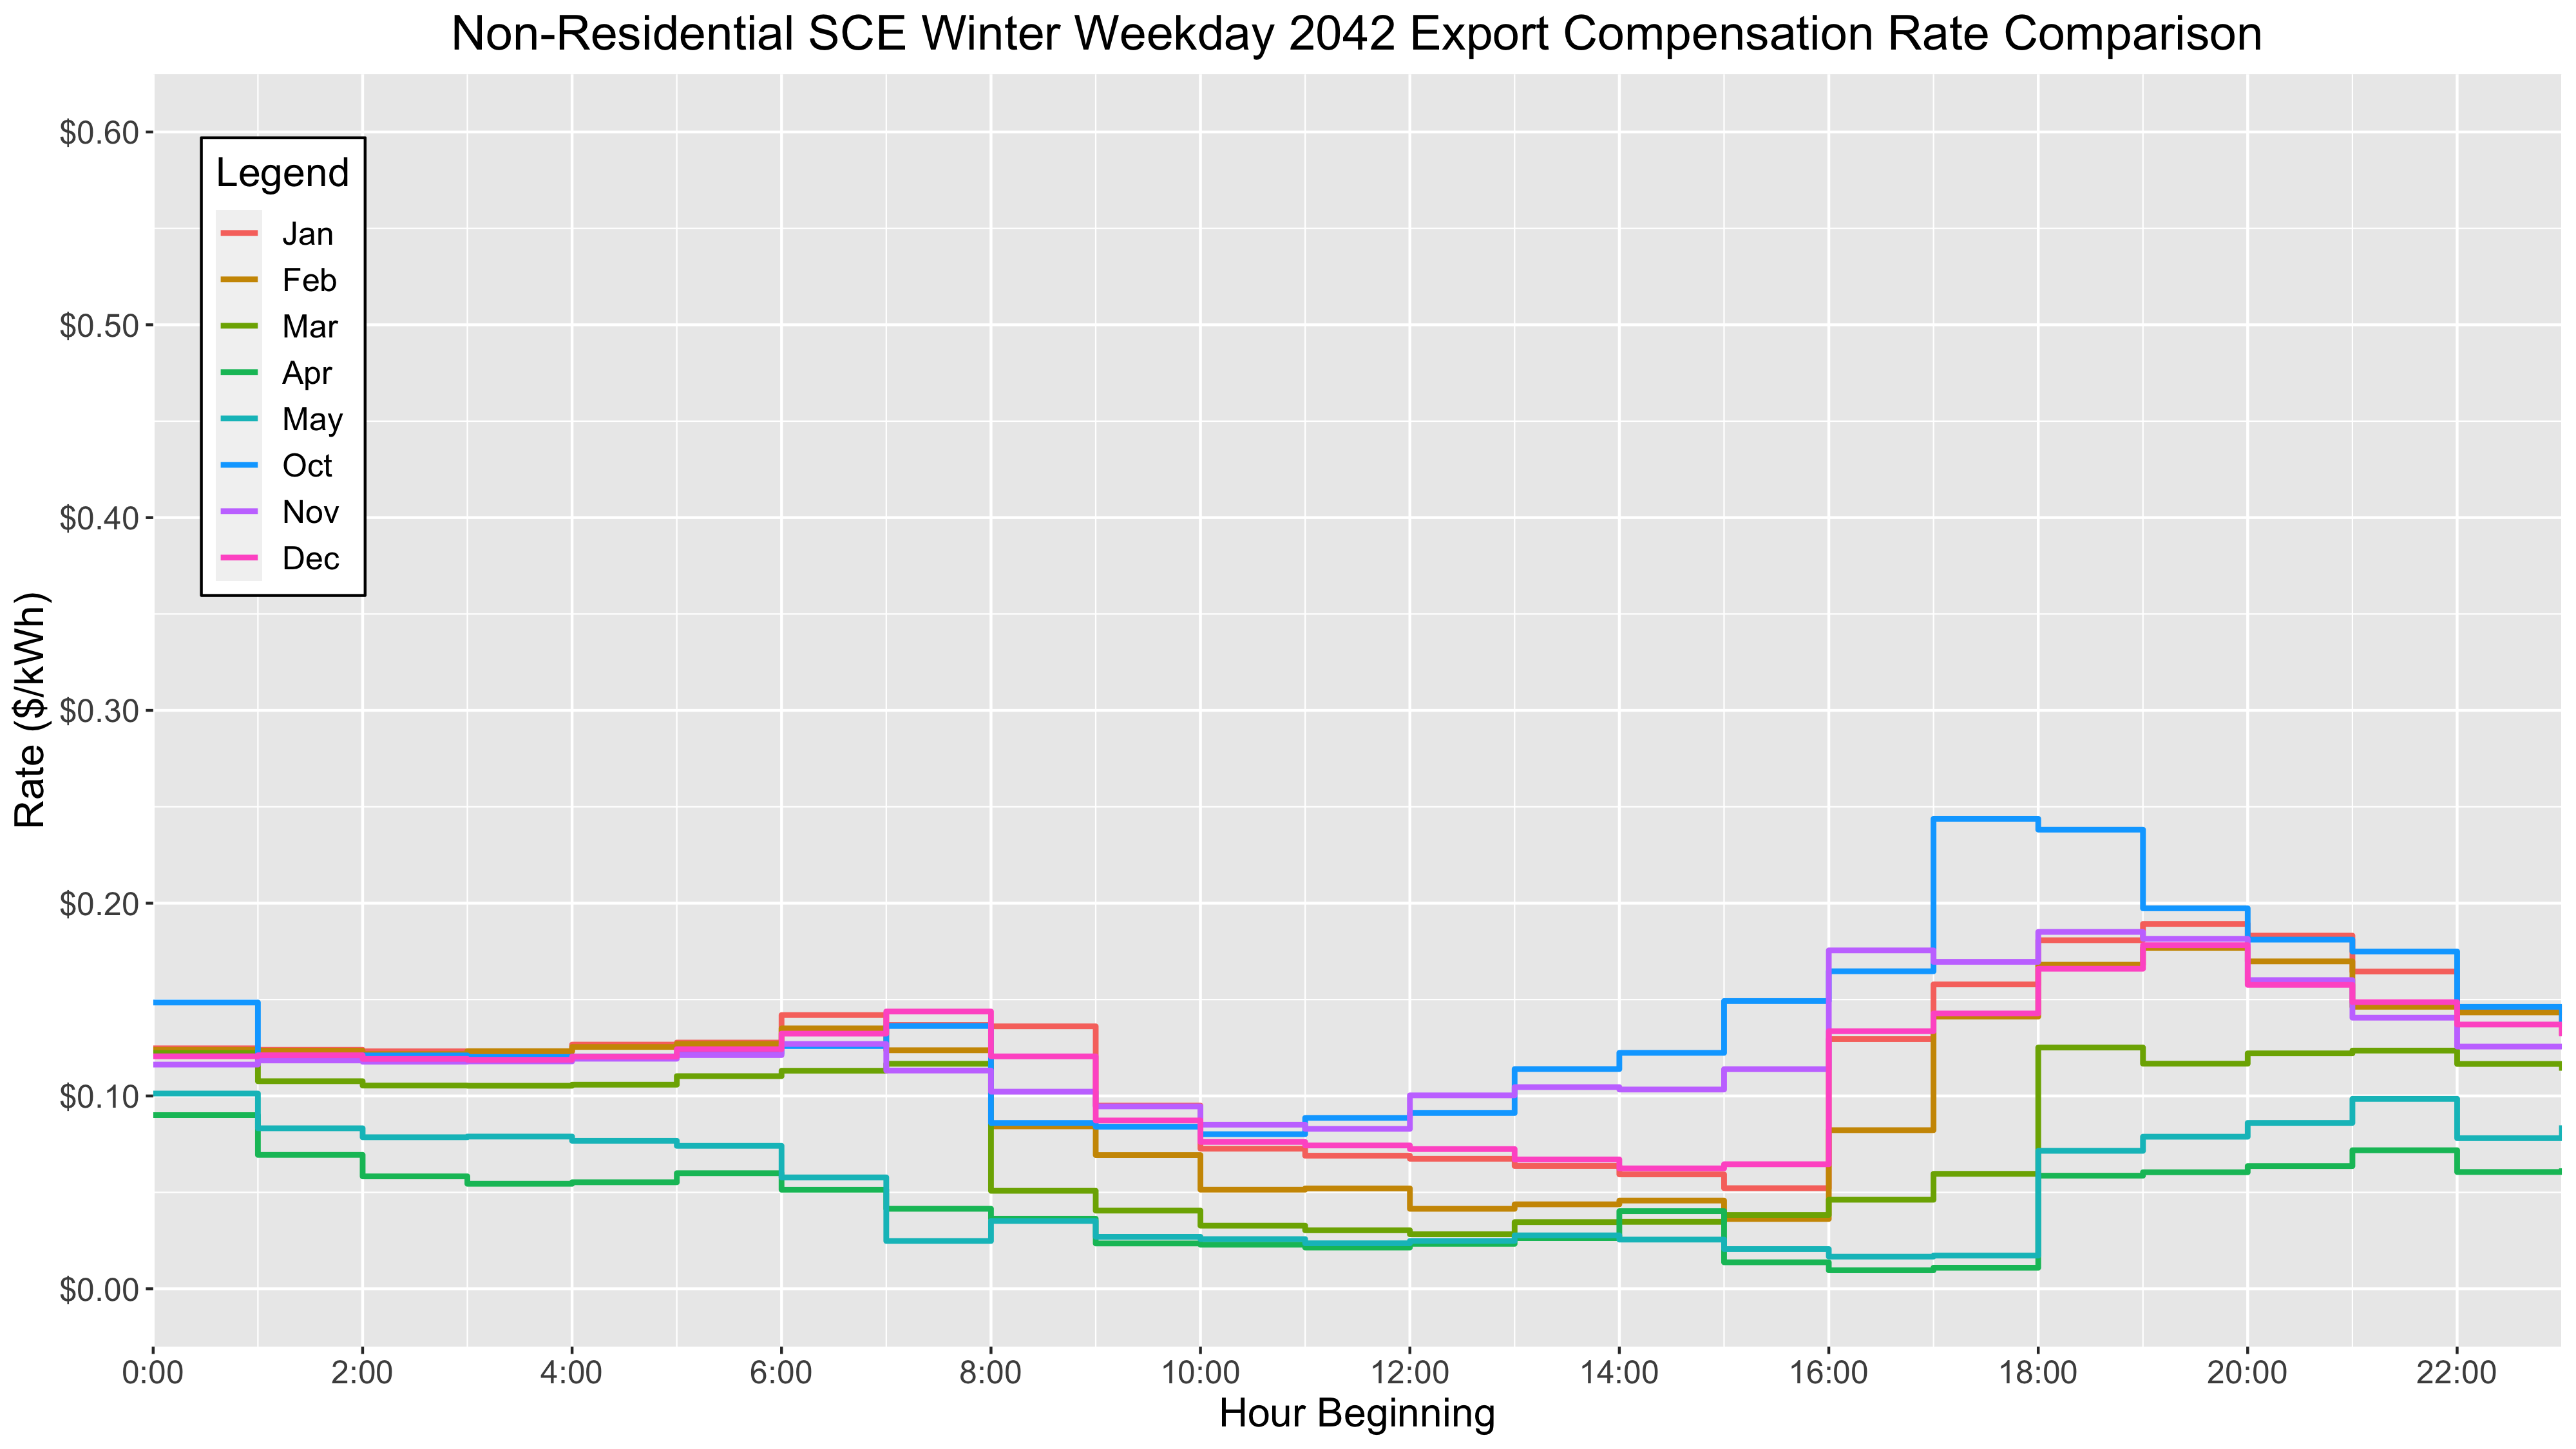 Non-Residential SCE Winter Weekday 2042 Export Compensation Rate Comparison
$0.60
$0.50
$0.40
$0.30
$0.20
$0.10
$0.00
Rate ($/kWh)
Legend
Jan
Feb
Mar
Apr
May
Oct
Nov
Dec
0:00 2:00 4:00 6:00 8:00 10:00 12:00 14:00 16:00 18:00 20:00 22:00
Hour Beginning